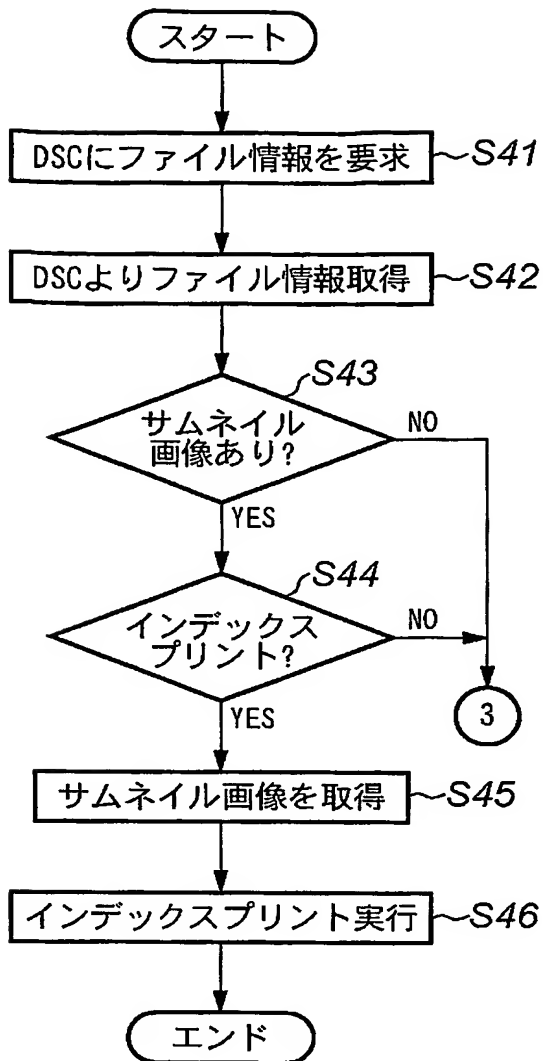 スタート
DSCにファイル情報を要求
S41
DSCよりファイル情報取得
S42
S43
サムネイル
画像あり?
NO
YES
S44
インデックス
プリント?
NO
YES
3
サムネイル画像を取得
S45
インデックスプリント実行
S46
エンド